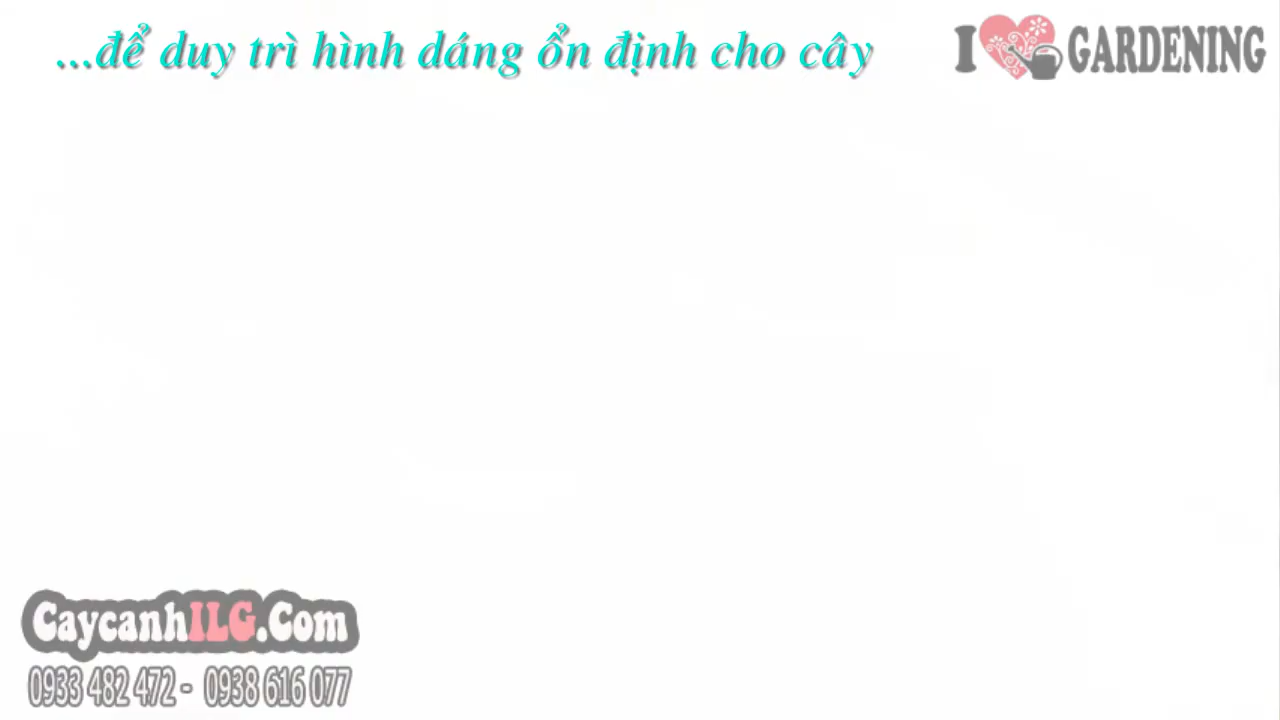 ...để duy trì hình dáng ổn định cho cây
I GARDENING
CaycanhILG.Com
0933 482 472 - 0938 616 077